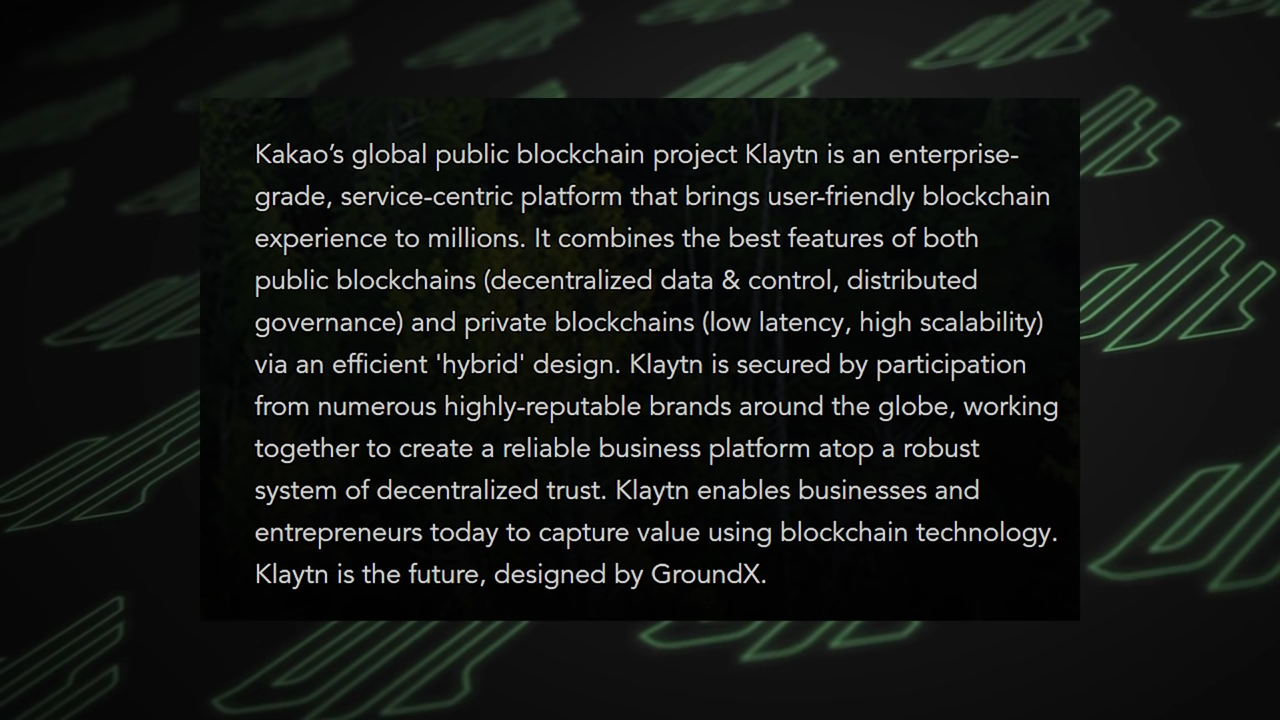 Kakao’s global public blockchain project Klaytn is an enterprise-
grade, service-centric platform that brings user-friendly blockchain
experience to millions. It combines the best features of both
public blockchains (decentralized data & control, distributed
governance) and private blockchains (low latency, high scalability)
via an efficient 'hybrid' design. Klaytn is secured by participation
from numerous highly-reputable brands around the globe, working
together to create a reliable business platform atop a robust
system of decentralized trust. Klaytn enables businesses and
entrepreneurs today to capture value using blockchain technology.
Klaytn is the future, designed by GroundX.